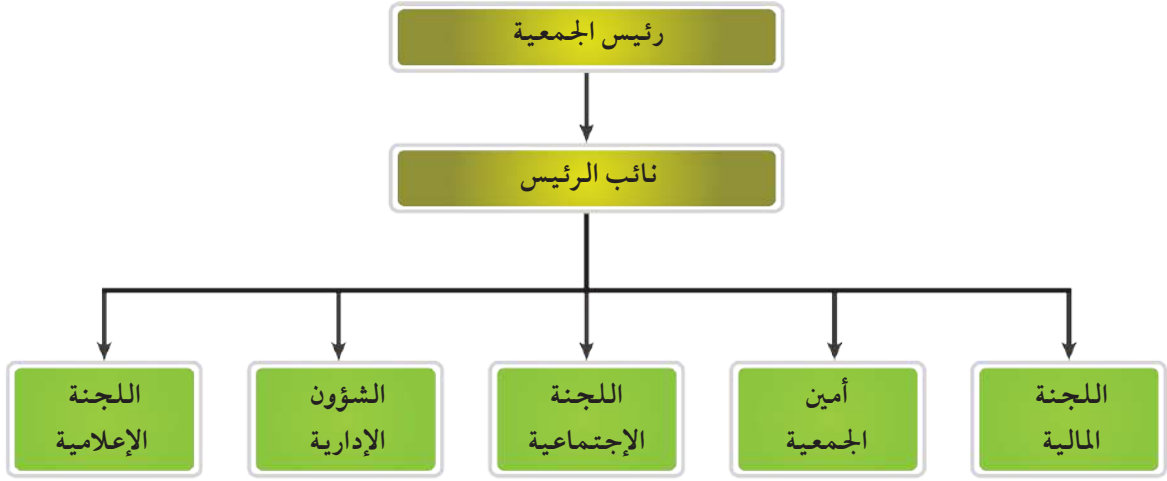 رئيس الجمعية
نائب الرئيس
اللجنة
المالية
أمين
الجمعية
اللجنة
الإجتماعية
الشؤون
الإدارية
اللجنة
الإعلامية